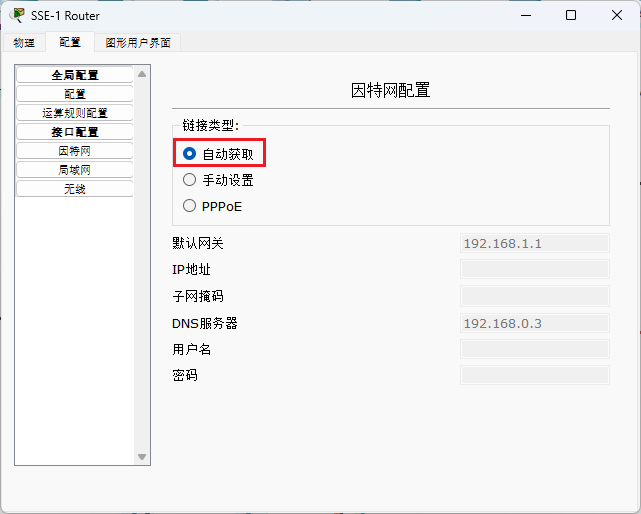 SSE-1 Router
物理 配置 图形用户界面
全局配置
配置
运算规则配置
接口配置
因特网
局域网
无线
因特网配置
链接类型:
自动获取
手动设置
PPPoE
默认网关 192.168.1.1
IP地址
子网掩码
DNS服务器 192.168.0.3
用户名
密码